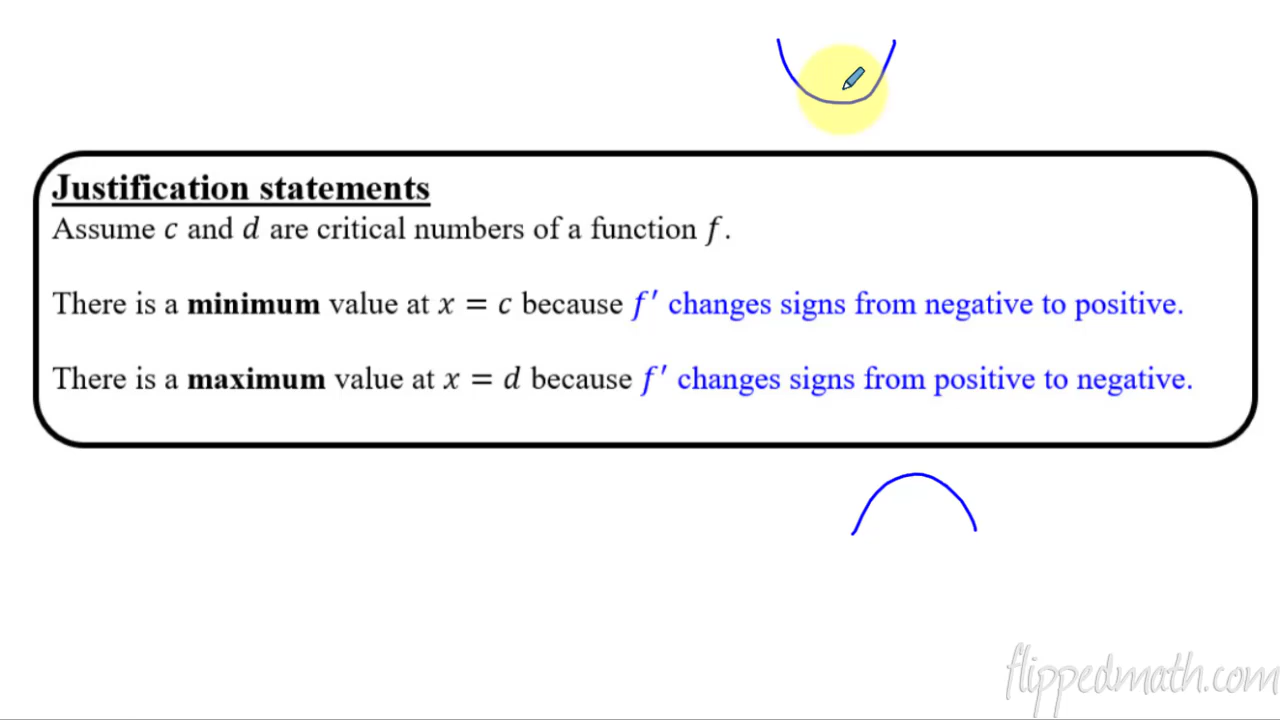 Justification statements
Assume c and d are critical numbers of a function f.
There is a minimum value at x = c because f′ changes signs from negative to positive.
There is a maximum value at x = d because f′ changes signs from positive to negative.
flippedmath.com